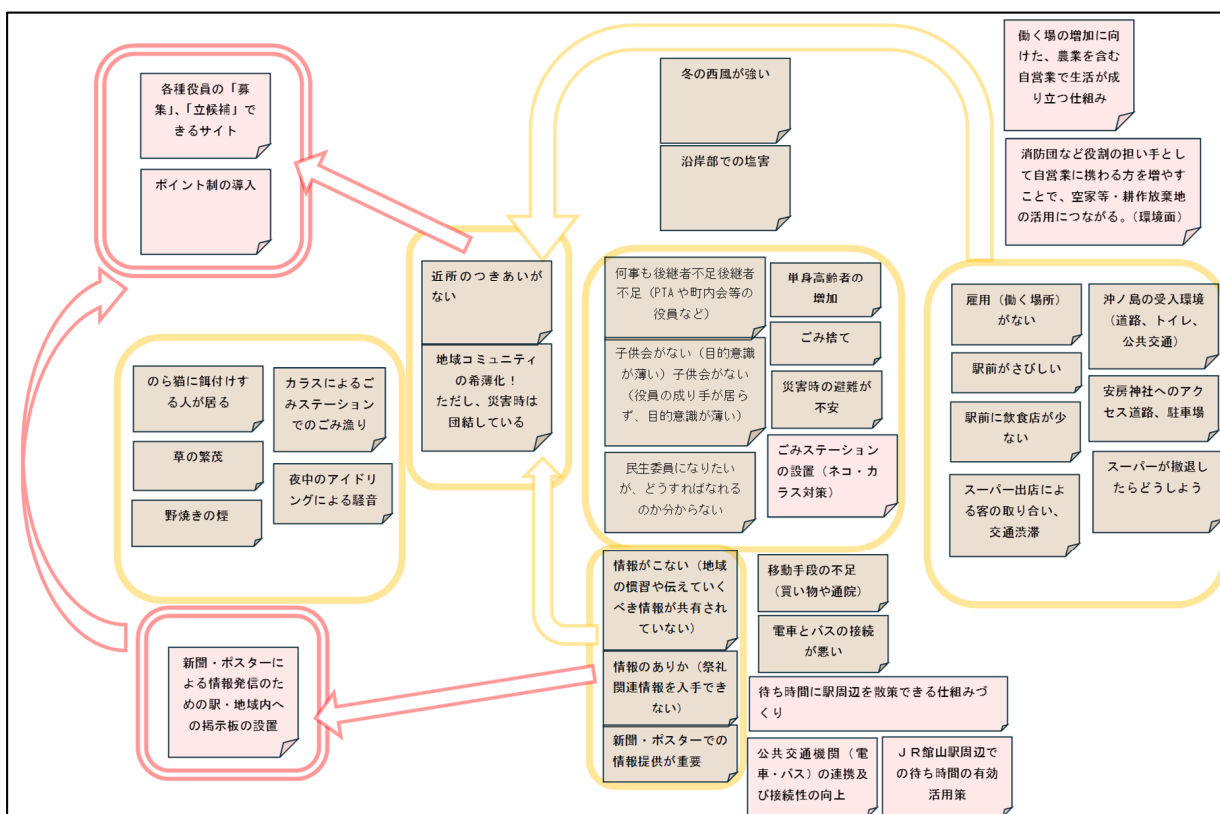 各種役員の「募
集」、「立候補」で
きるサイト
ポイント制の導入
冬の西風が強い
沿岸部での塩害
働く場の増加に向
けた、農業を含む
自営業で生活が成
り立つ仕組み
消防団など役割の担い手とし
て自営業に携わる方を増やす
ことで、空家等・耕作放棄地
の活用につながる。（環境面）
近所のつきあいが
ない
地域コミュニティ
の希薄化！
ただし、災害時は
団結している
何事も後継者不足後継者
不足（PTAや町内会等の
役員など）
子供会がない（目的意識
が薄い）子供会がない
（役員の成り手が居ら
ず、目的意識が薄い）
民生委員になりたい
が、どうすればなれる
のか分からない
単身高齢者の
増加
ごみ捨て
災害時の避難が
不安
ごみステーション
の設置（ネコ・カ
ラス対策）
雇用（働く場所）
がない
駅前がさびしい
駅前に飲食店が少
ない
スーパー出店によ
る客の取り合い、
交通渋滞
沖ノ島の受入環境
（道路、トイレ、
公共交通）
安房神社へのアク
セス道路、駐車場
スーパーが撤退し
たらどうしよう
のら猫に餌付けす
る人が居る
草の繁茂
野焼きの煙
カラスによるご
みステーション
でのごみ漁り
夜中のアイドリ
ングによる騒音
新聞・ポスターに
よる情報発信のた
めの駅・地域内へ
の掲示板の設置
情報がこない（地域
の慣習や伝えていく
べき情報が共有され
ていない）
情報のありか（祭礼
関連情報を入手でき
ない）
新聞・ポスターでの
情報提供が重要
移動手段の不足
（買い物や通院）
電車とバスの接続
が悪い
待ち時間に駅周辺を散策できる仕組みづ
くり
公共交通機関（電
車・バス）の連携及
び接続性の向上
ＪＲ館山駅周辺で
の待ち時間の有効
活用策